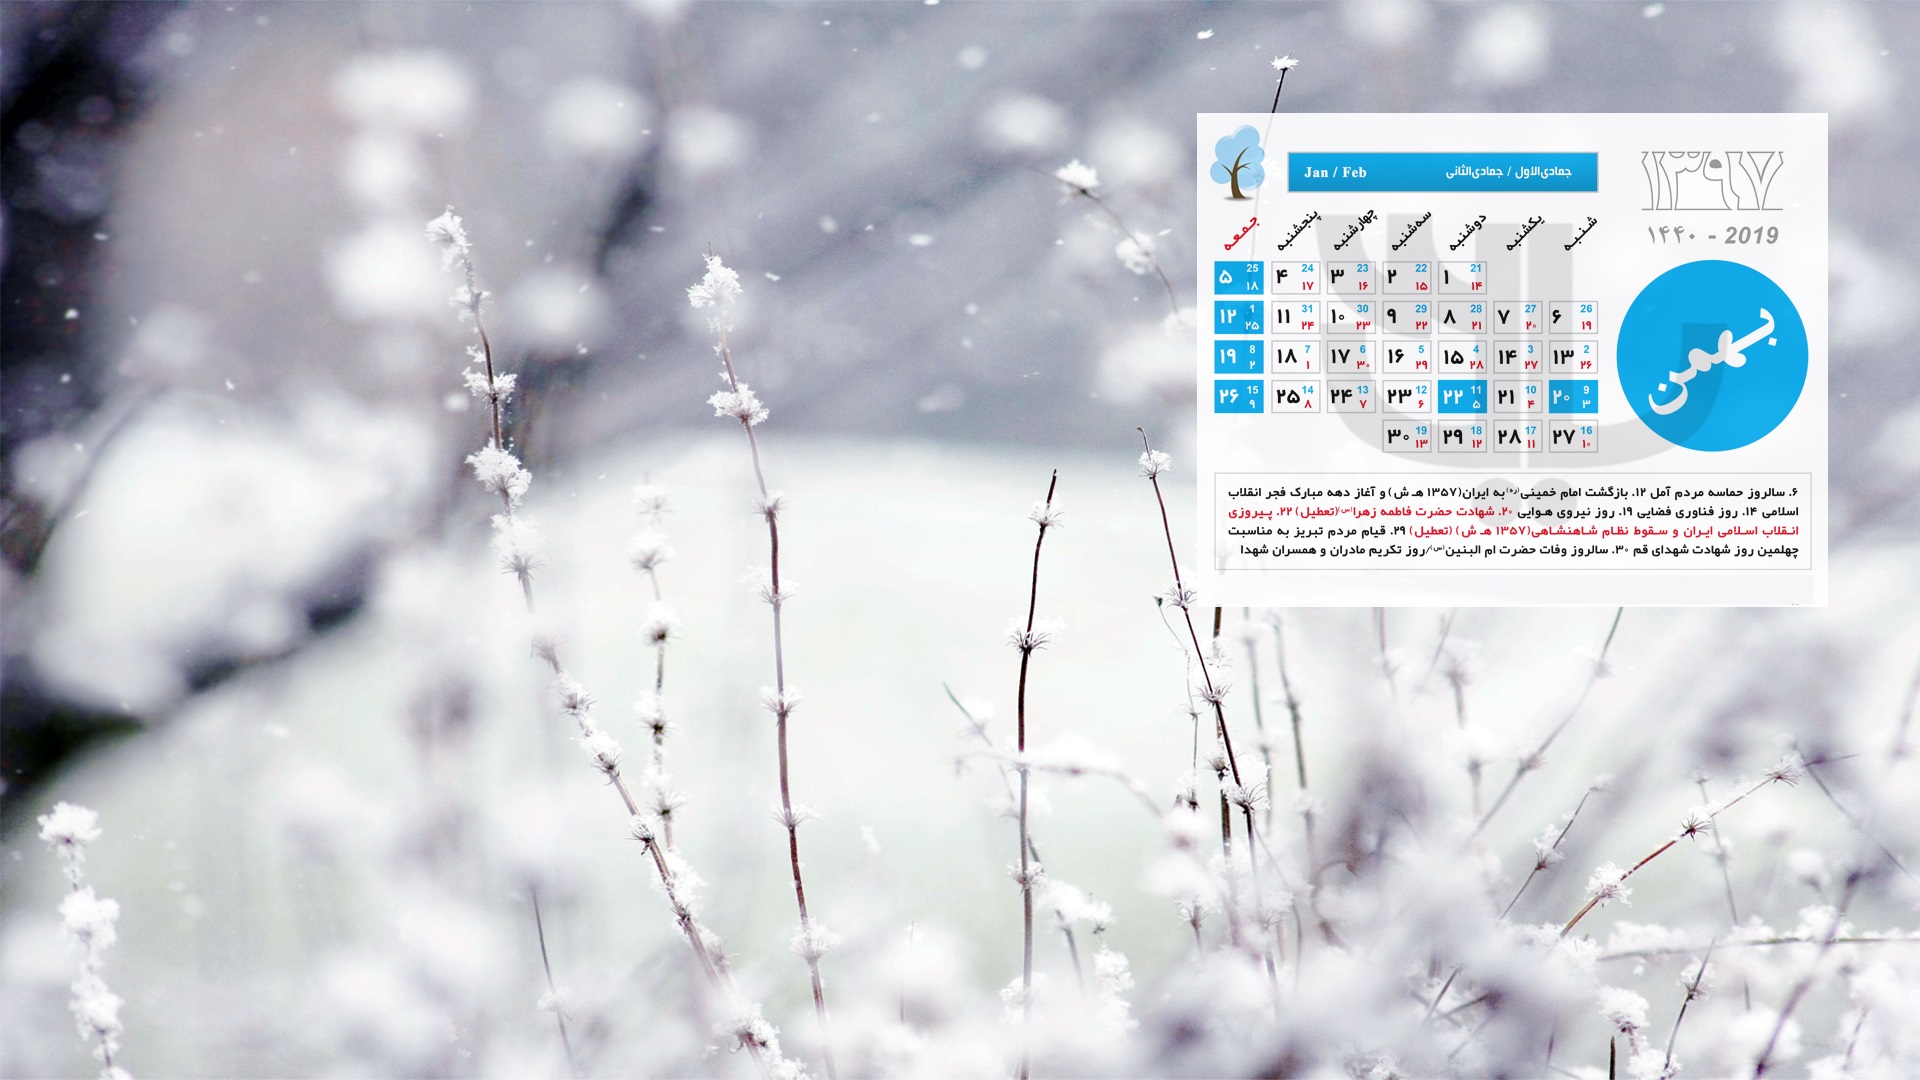 ۱۳۹۷
۱۴۴۰ - 2019
بهمن
جمادی‌الاول / جمادی‌الثانی Jan / Feb
شنبه یکشنبه دوشنبه سه‌شنبه چهارشنبه پنجشنبه جمعه
۱ 21 ۱۴ ۲ 22 ۱۵ ۳ 23 ۱۶ ۴ 24 ۱۷ ۵ 25 ۱۸
۶ 26 ۱۹ ۷ 27 ۲۰ ۸ 28 ۲۱ ۹ 29 ۲۲ ۱۰ 30 ۲۳ ۱۱ 31 ۲۴ ۱۲ 1 ۲۵
۱۳ 2 ۲۶ ۱۴ 3 ۲۷ ۱۵ 4 ۲۸ ۱۶ 5 ۲۹ ۱۷ 6 ۳۰ ۱۸ 7 ۱ ۱۹ 8 ۲
۲۰ 9 ۳ ۲۱ 10 ۴ ۲۲ 11 ۵ ۲۳ 12 ۶ ۲۴ 13 ۷ ۲۵ 14 ۸ ۲۶ 15 ۹
۲۷ 16 ۱۰ ۲۸ 17 ۱۱ ۲۹ 18 ۱۲ ۳۰ 19 ۱۳
۶. سالروز حماسه مردم آمل ۱۲. بازگشت امام خمینی(ره) به ایران(۱۳۵۷ هـ ش) و آغاز دهه مبارک فجر انقلاب
اسلامی ۱۴. روز فناوری فضایی ۱۹. روز نیروی هوایی ۲۰. شهادت حضرت فاطمه زهرا(س)(تعطیل) ۲۲. پیروزی
انقلاب اسلامی ایران و سقوط نظام شاهنشاهی(۱۳۵۷ هـ ش) (تعطیل) ۲۹. قیام مردم تبریز به مناسبت
چهلمین روز شهادت شهدای قم ۳۰. سالروز وفات حضرت ام البنین(س)/روز تکریم مادران و همسران شهدا